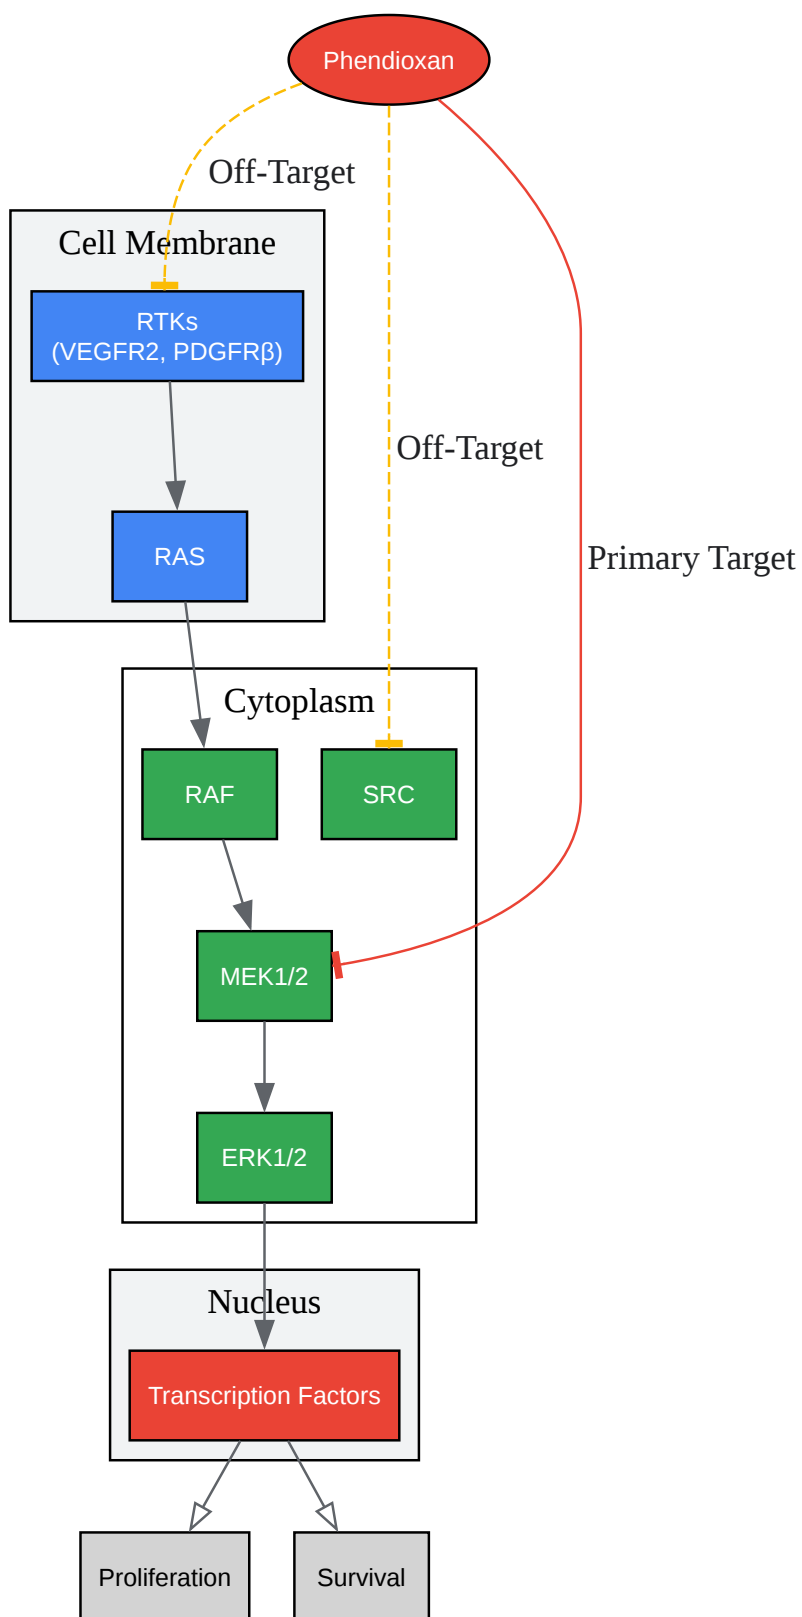 Phendioxan
Off-Target
Cell Membrane
RTKs
(VEGFR2, PDGFRβ)
Off-Target
RAS
Primary Target
Cytoplasm
RAF
SRC
MEK1/2
ERK1/2
Nucleus
Transcription Factors
Proliferation
Survival